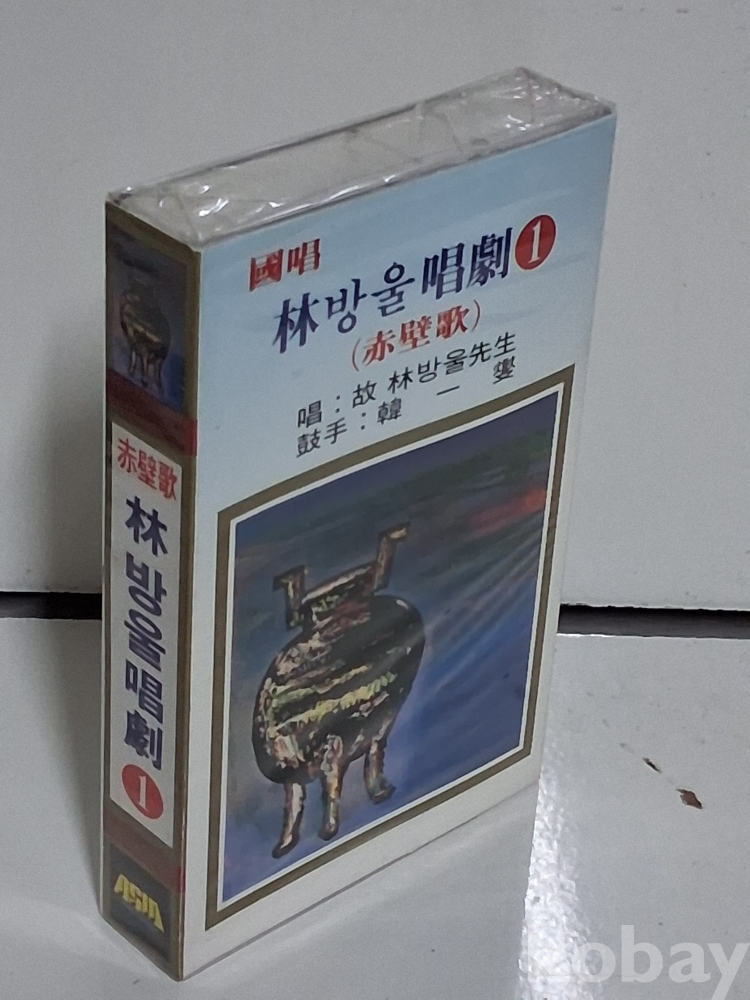 國唱
林방울唱劇1
(赤壁歌)
唱 : 故 林방울先生
鼓手 : 韓 一 燮
赤壁歌
林방울唱劇
1
ASIA
kobay